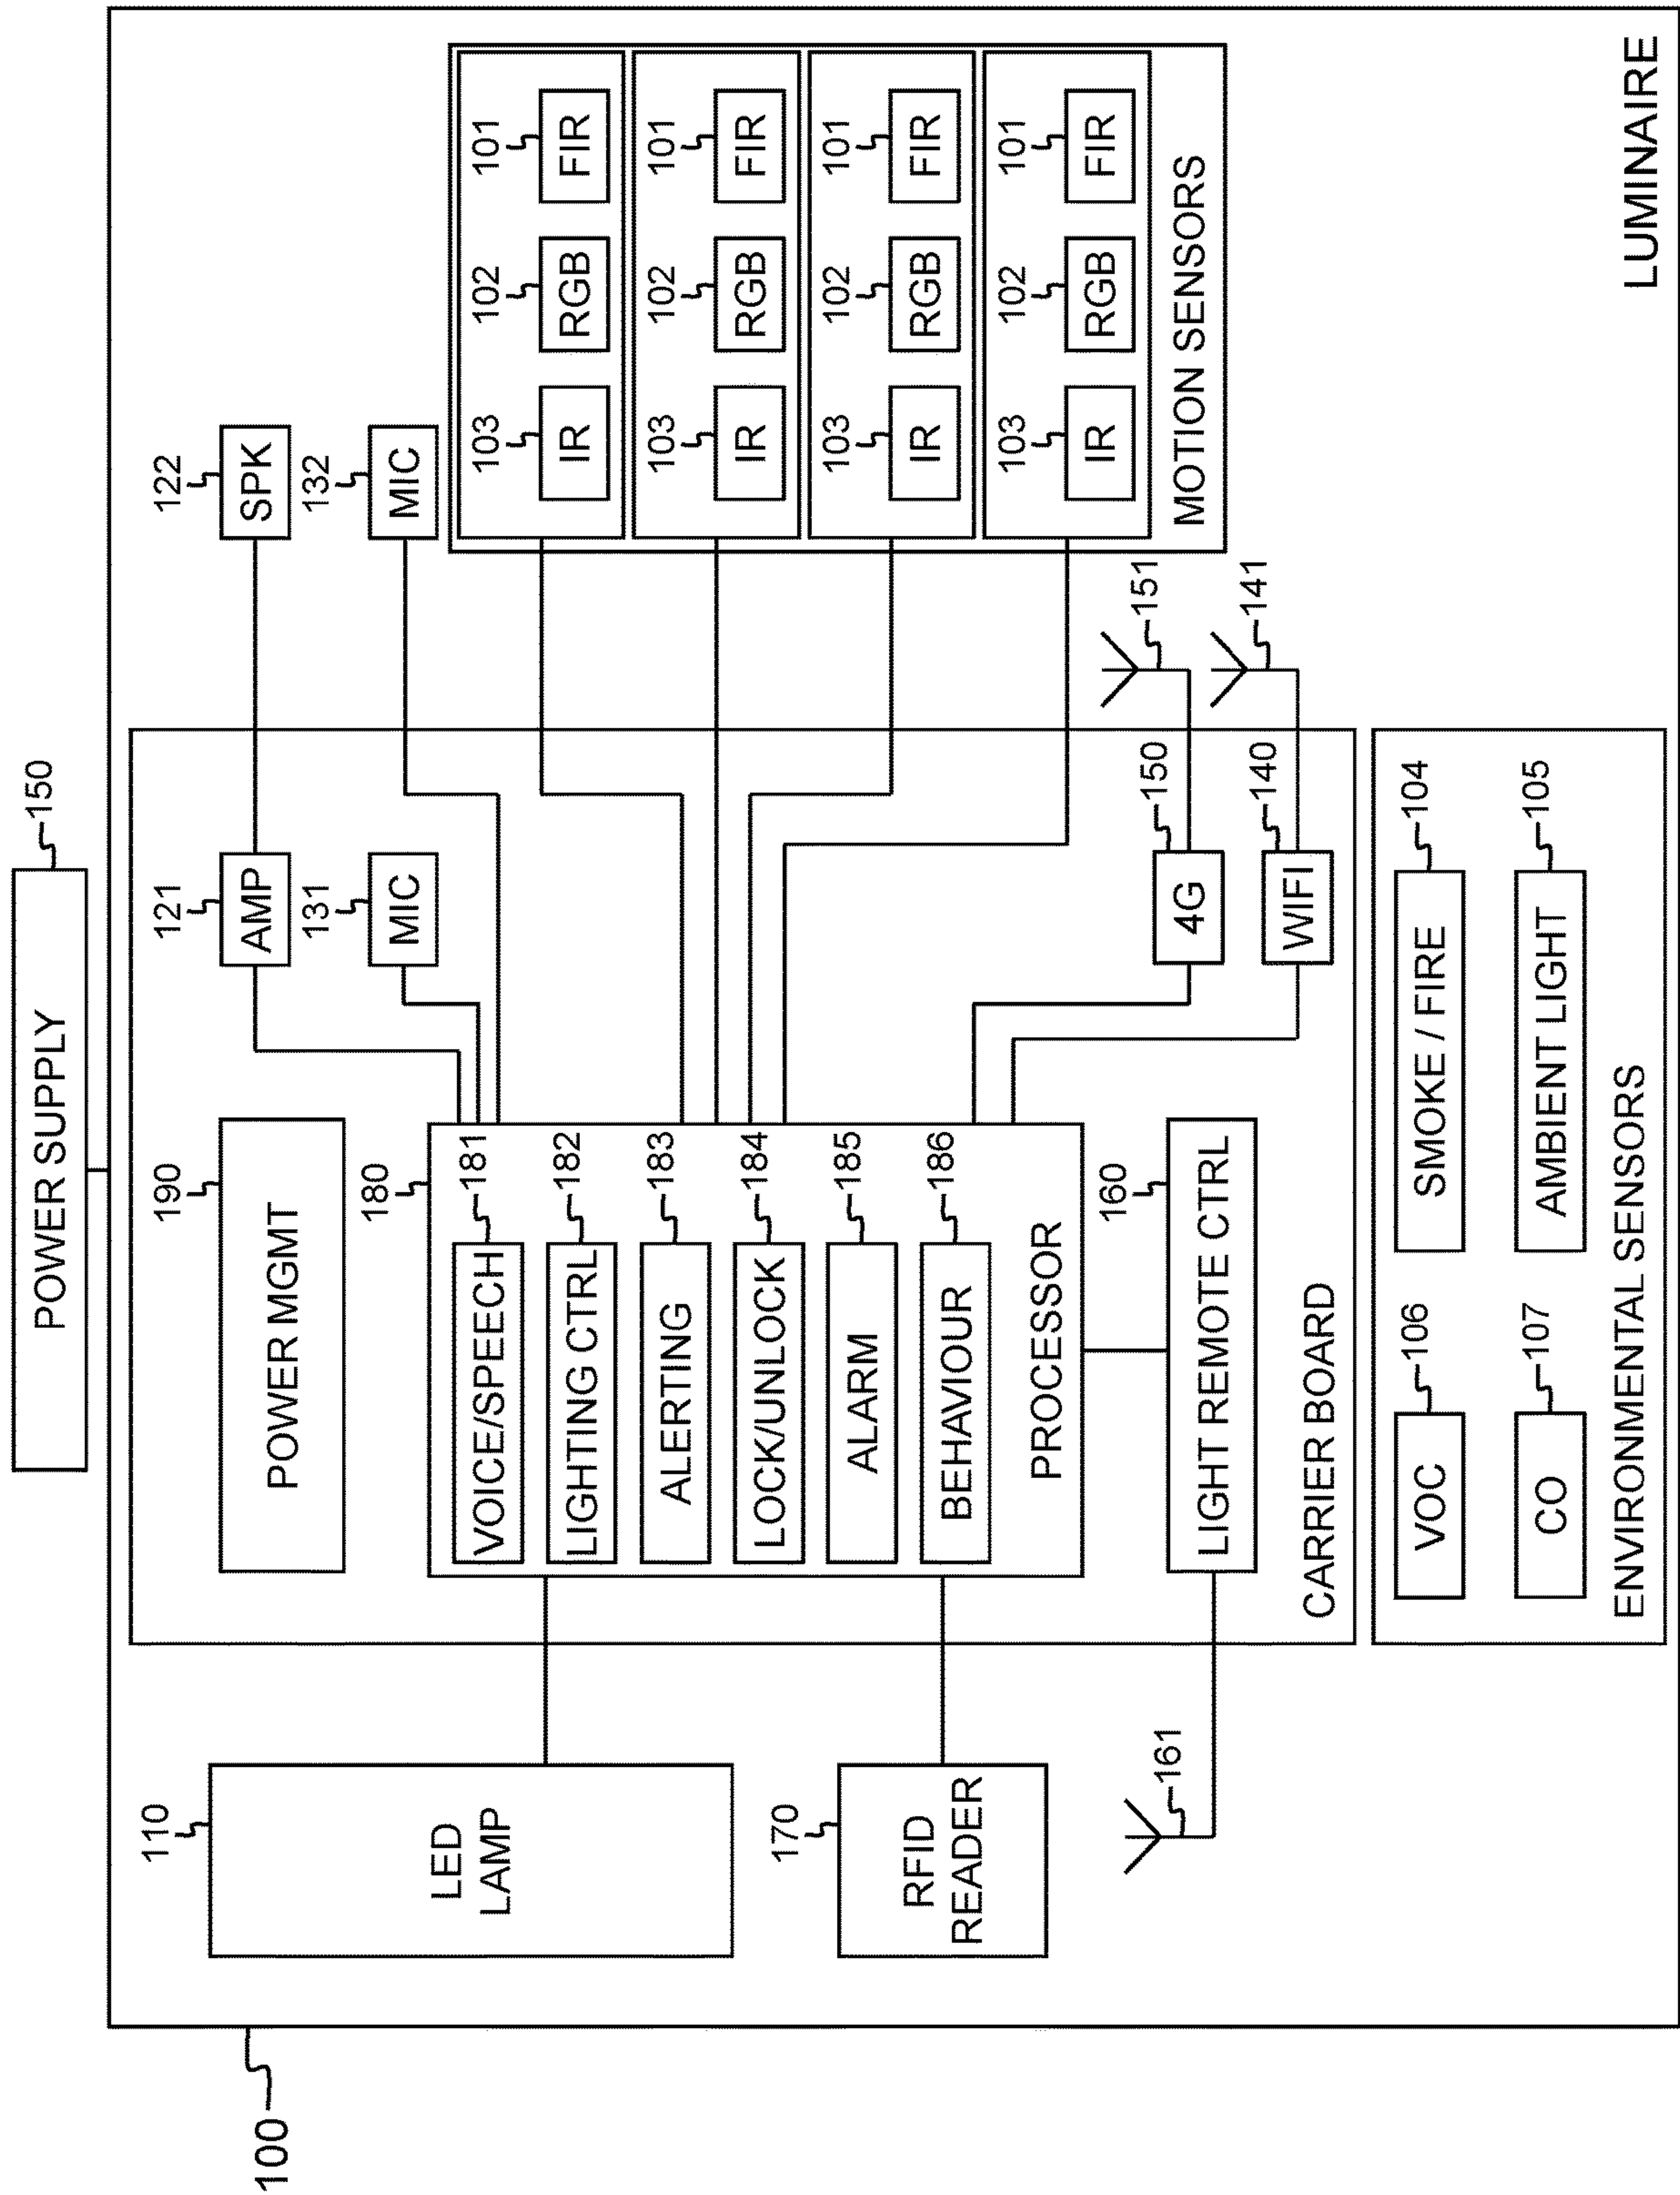 POWER SUPPLY
150
100
110
LED
LAMP
170
RFID
READER
161
190
POWER MGMT
180
VOICE/SPEECH
181
LIGHTING CTRL
182
ALERTING
183
LOCK/UNLOCK
184
ALARM
185
BEHAVIOUR
186
PROCESSOR
160
LIGHT REMOTE CTRL
CARRIER BOARD
121
AMP
131
MIC
150
4G
140
WIFI
122
SPK
132
MIC
151
141
103
102
101
IR
RGB
FIR
103
102
101
IR
RGB
FIR
103
102
101
IR
RGB
FIR
103
102
101
IR
RGB
FIR
MOTION SENSORS
VOC
106
SMOKE / FIRE
104
CO
107
AMBIENT LIGHT
105
ENVIRONMENTAL SENSORS
LUMINAIRE